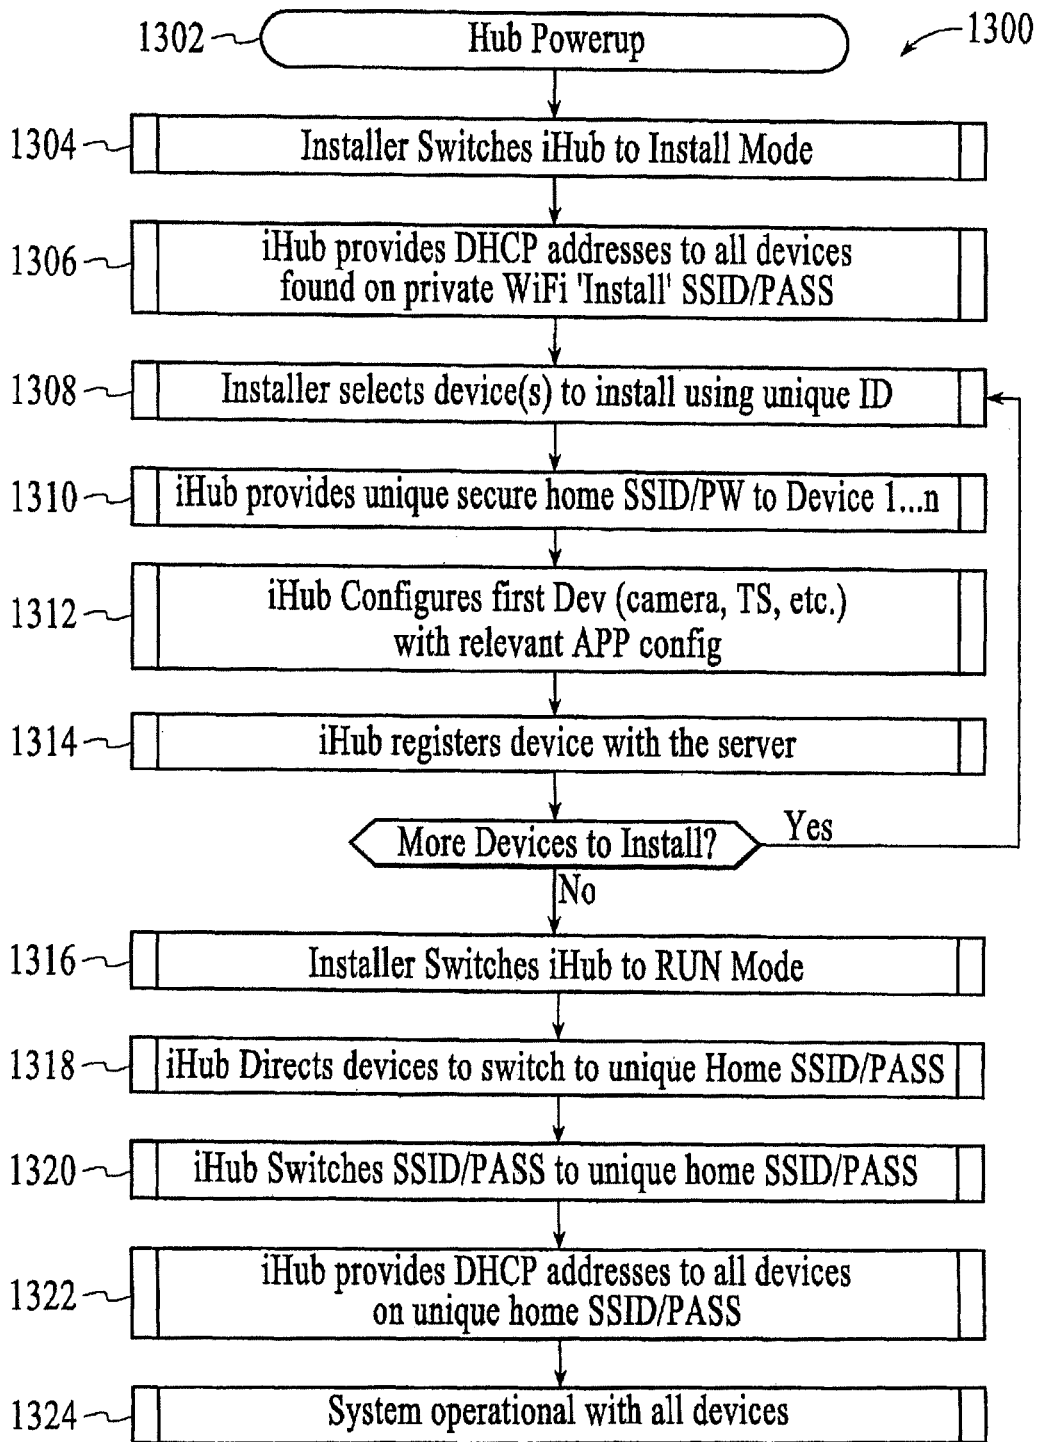 1302
Hub Powerup
1300
1304
Installer Switches iHub to Install Mode
1306
iHub provides DHCP addresses to all devices
found on private WiFi 'Install' SSID/PASS
1308
Installer selects device(s) to install using unique ID
1310
iHub provides unique secure home SSID/PW to Device 1...n
1312
iHub Configures first Dev (camera, TS, etc.)
with relevant APP config
1314
iHub registers device with the server
More Devices to Install?
Yes
No
1316
Installer Switches iHub to RUN Mode
1318
iHub Directs devices to switch to unique Home SSID/PASS
1320
iHub Switches SSID/PASS to unique home SSID/PASS
1322
iHub provides DHCP addresses to all devices
on unique home SSID/PASS
1324
System operational with all devices